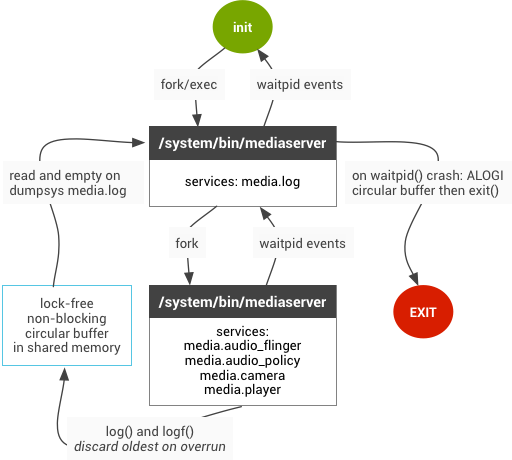 init
fork/exec
waitpid events
/system/bin/mediaserver
services: media.log
read and empty on
dumpsys media.log
on waitpid() crash: ALOGI
circular buffer then exit()
fork
waitpid events
lock-free
non-blocking
circular buffer
in shared memory
/system/bin/mediaserver
services:
media.audio_flinger
media.audio_policy
media.camera
media.player
EXIT
log() and logf()
discard oldest on overrun